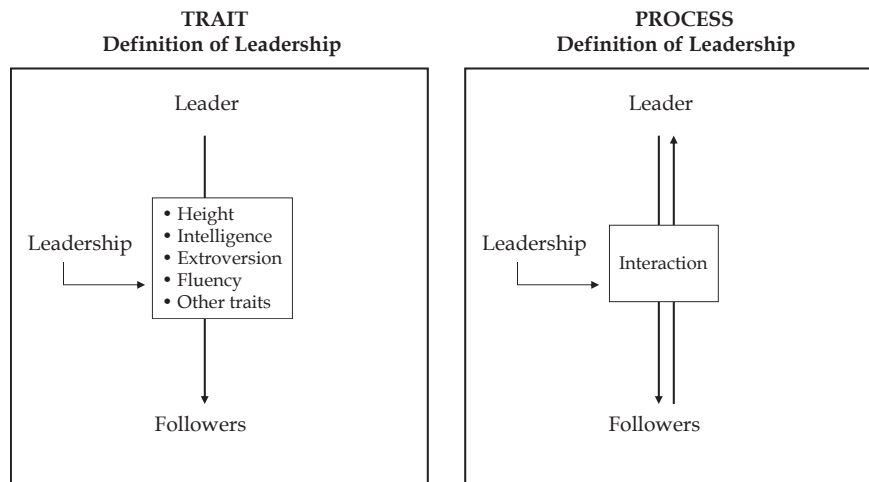 TRAIT
Definition of Leadership
Leader
Leadership
• Height
• Intelligence
• Extroversion
• Fluency
• Other traits
Followers
PROCESS
Definition of Leadership
Leader
Leadership
Interaction
Followers